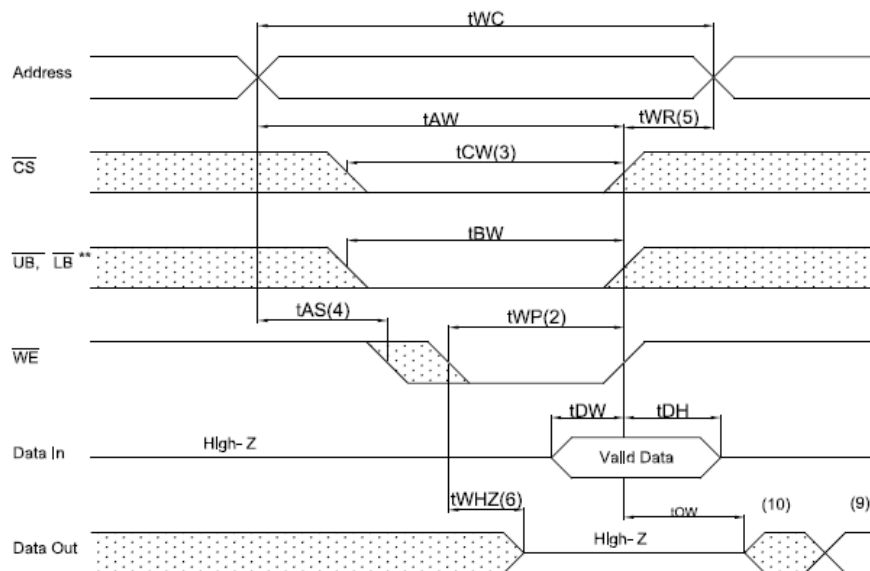 tWC
Address
tAW
tWR(5)
tCW(3)
CS
tBW
UB, LB **
tAS(4)
tWP(2)
WE
tDW
tDH
High-Z
Data In
Valid Data
tWHZ(6)
tOW
(10)
(9)
High-Z
Data Out